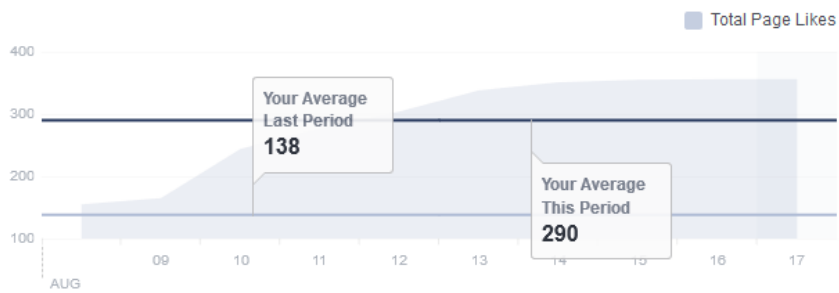 Total Page Likes
400
300
200
100
Your Average
Last Period
138
Your Average
This Period
290
09 10 11 12 13 14 15 16 17
AUG